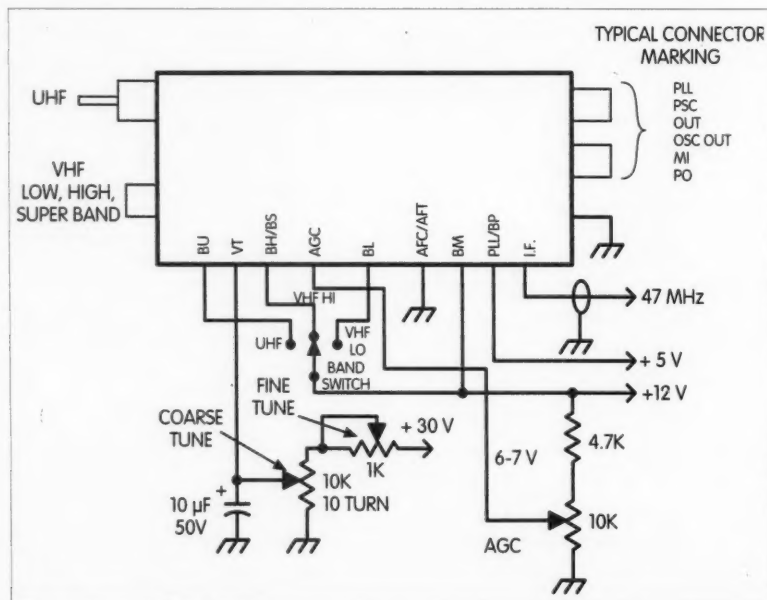 TYPICAL CONNECTOR
MARKING
PLL
PSC
OUT
OSC OUT
MI
PO
UHF
VHF
LOW, HIGH,
SUPER BAND
BU
VT
BH/BS
AGC
BL
AFC/AFT
BM
PLL/BP
I.F.
VHF HI
UHF
VHF
LO
BAND
SWITCH
47 MHz
+ 5 V
+12 V
FINE
TUNE
COARSE
TUNE
+ 30 V
1K
10K
10 TURN
+
10 µF
50V
6-7 V
4.7K
10K
AGC